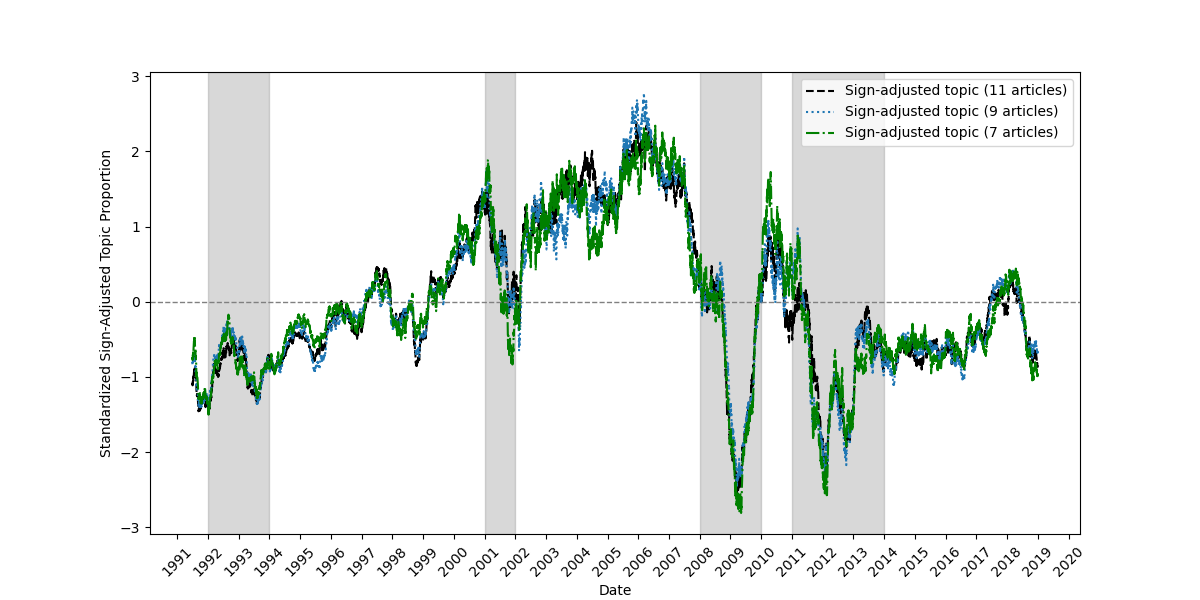 Sign-adjusted topic (11 articles)
Sign-adjusted topic (9 articles)
Sign-adjusted topic (7 articles)
Standardized Sign-Adjusted Topic Proportion
3
2
1
0
−1
−2
−3
1991 1992 1993 1994 1995 1996 1997 1998 1999 2000 2001 2002 2003 2004 2005 2006 2007 2008 2009 2010 2011 2012 2013 2014 2015 2016 2017 2018 2019 2020
Date